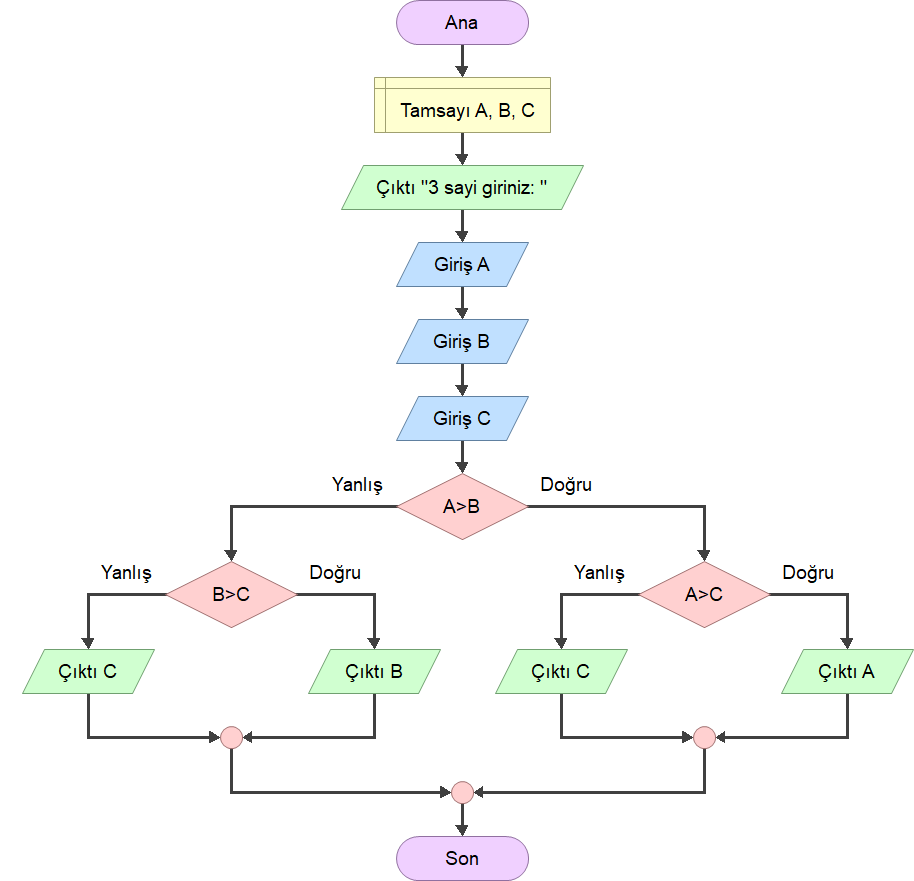 Ana
Tamsayı A, B, C
Çıktı "3 sayi giriniz: "
Giriş A
Giriş B
Giriş C
Yanlış
Doğru
A>B
Yanlış
Doğru
Yanlış
Doğru
B>C
A>C
Çıktı C
Çıktı B
Çıktı C
Çıktı A
Son